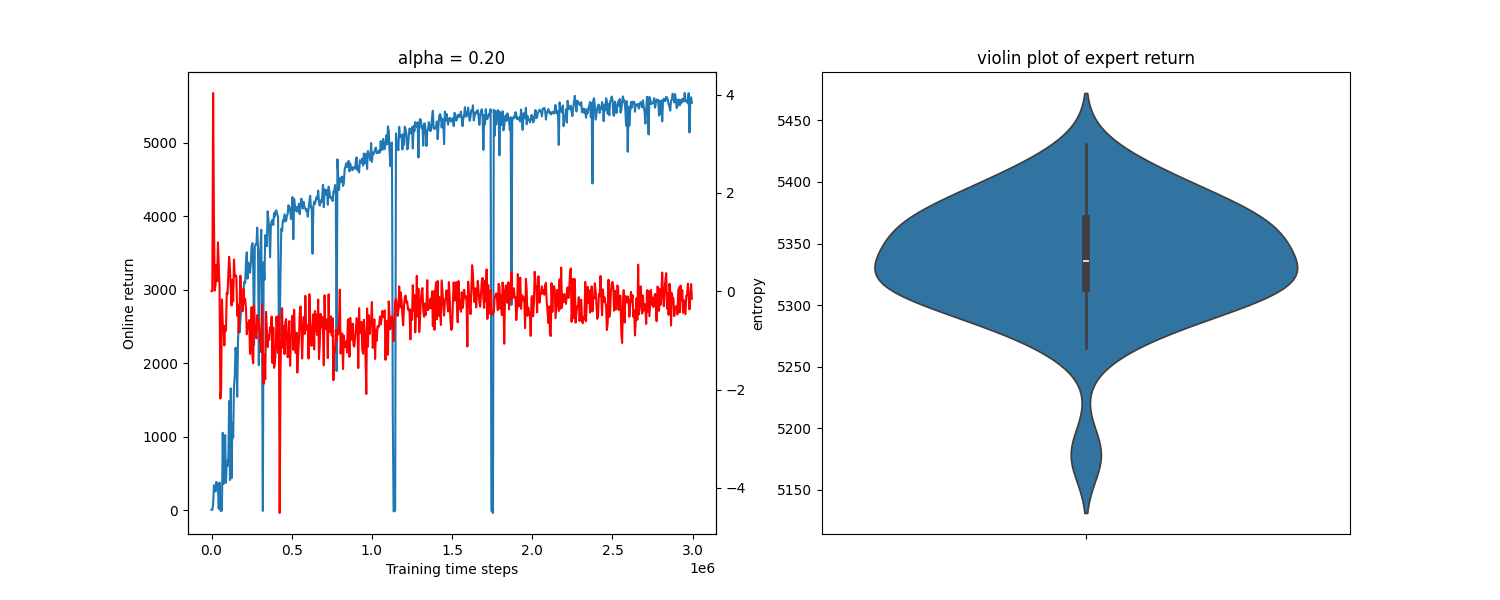 alpha = 0.20
Online return
5000
4000
3000
2000
1000
0
4
2
0
−2
−4
entropy
0.0 0.5 1.0 1.5 2.0 2.5 3.0
1e6
Training time steps
violin plot of expert return
5450
5400
5350
5300
5250
5200
5150